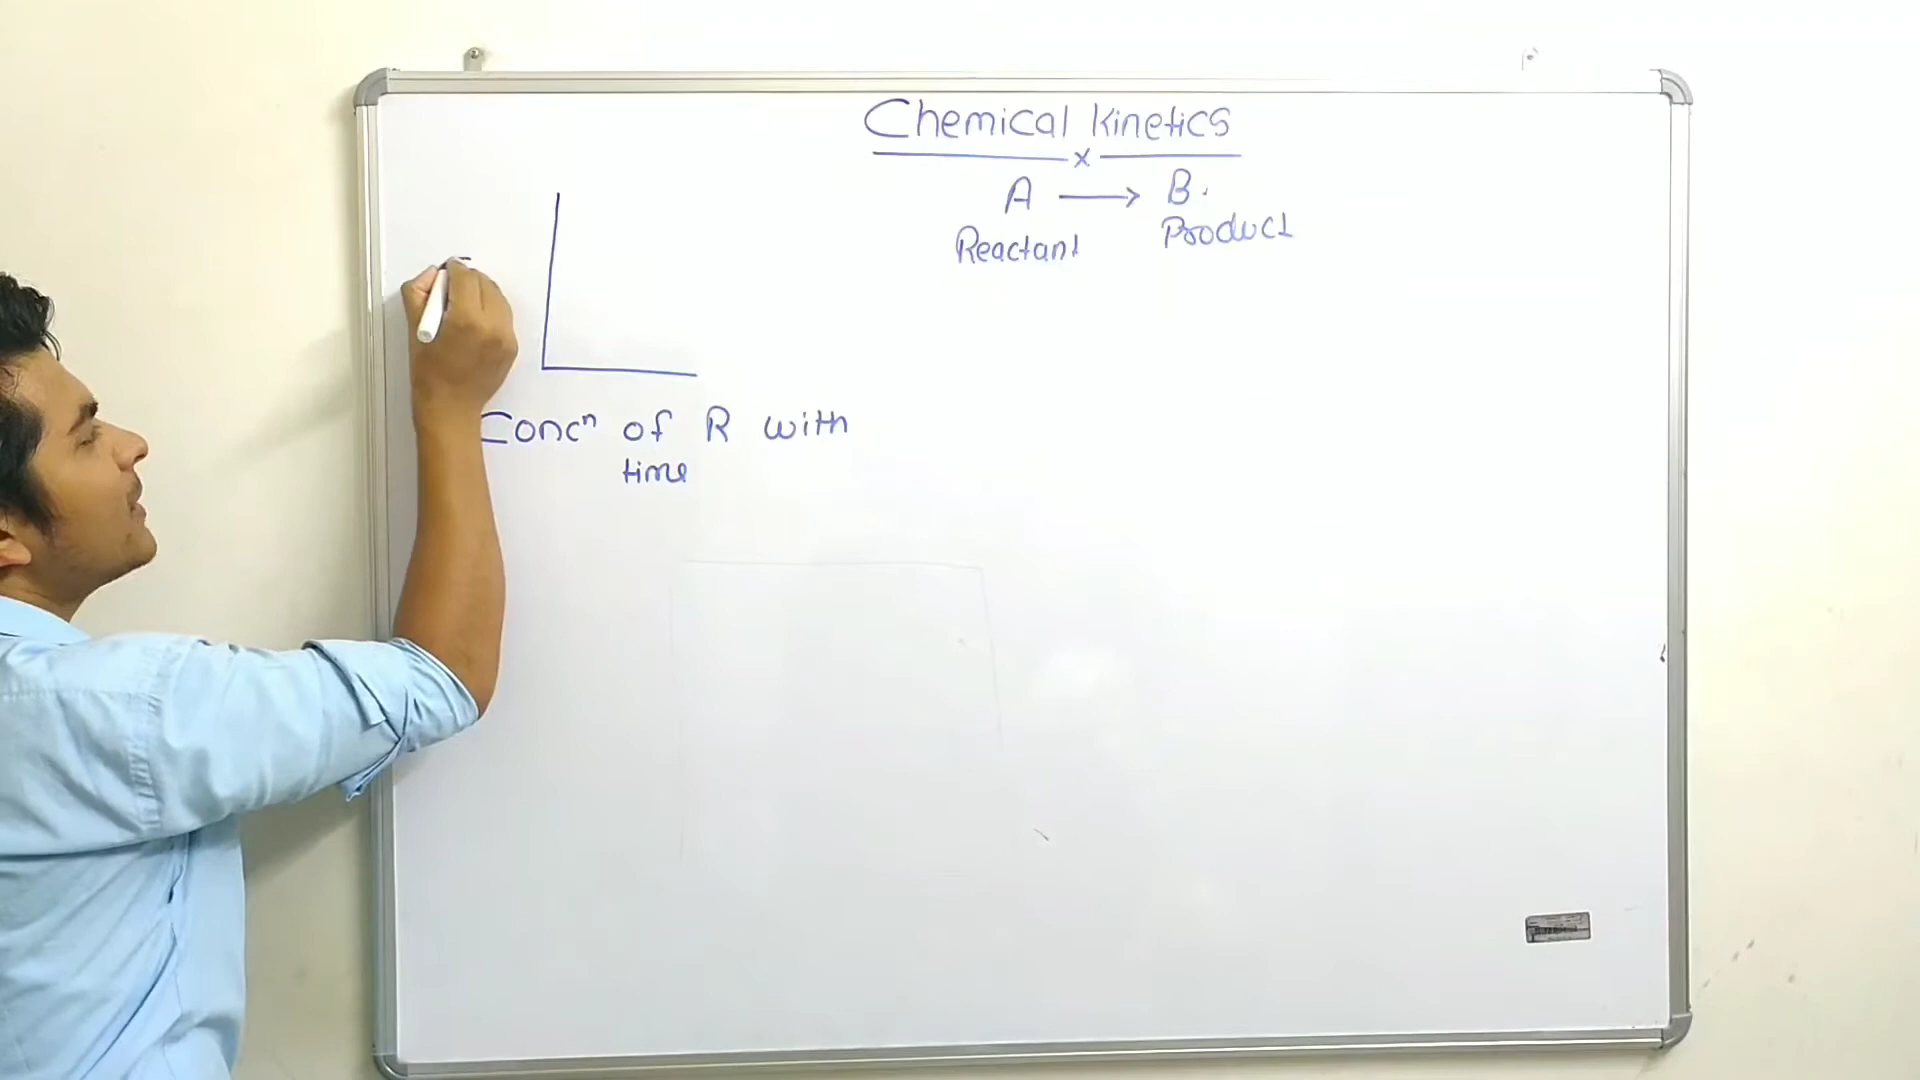 Chemical Kinetics
x
A → B.
Reactant Product
Concⁿ of R with
time